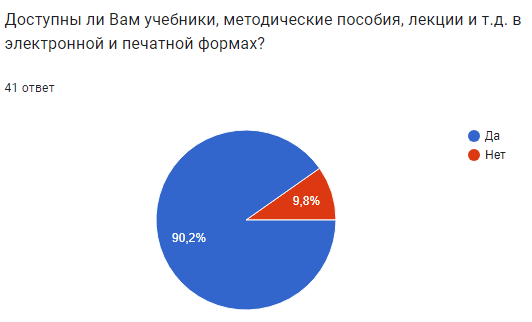 Доступны ли Вам учебники, методические пособия, лекции и т.д. в
электронной и печатной формах?
41 ответ
Да
Нет
9,8%
90,2%